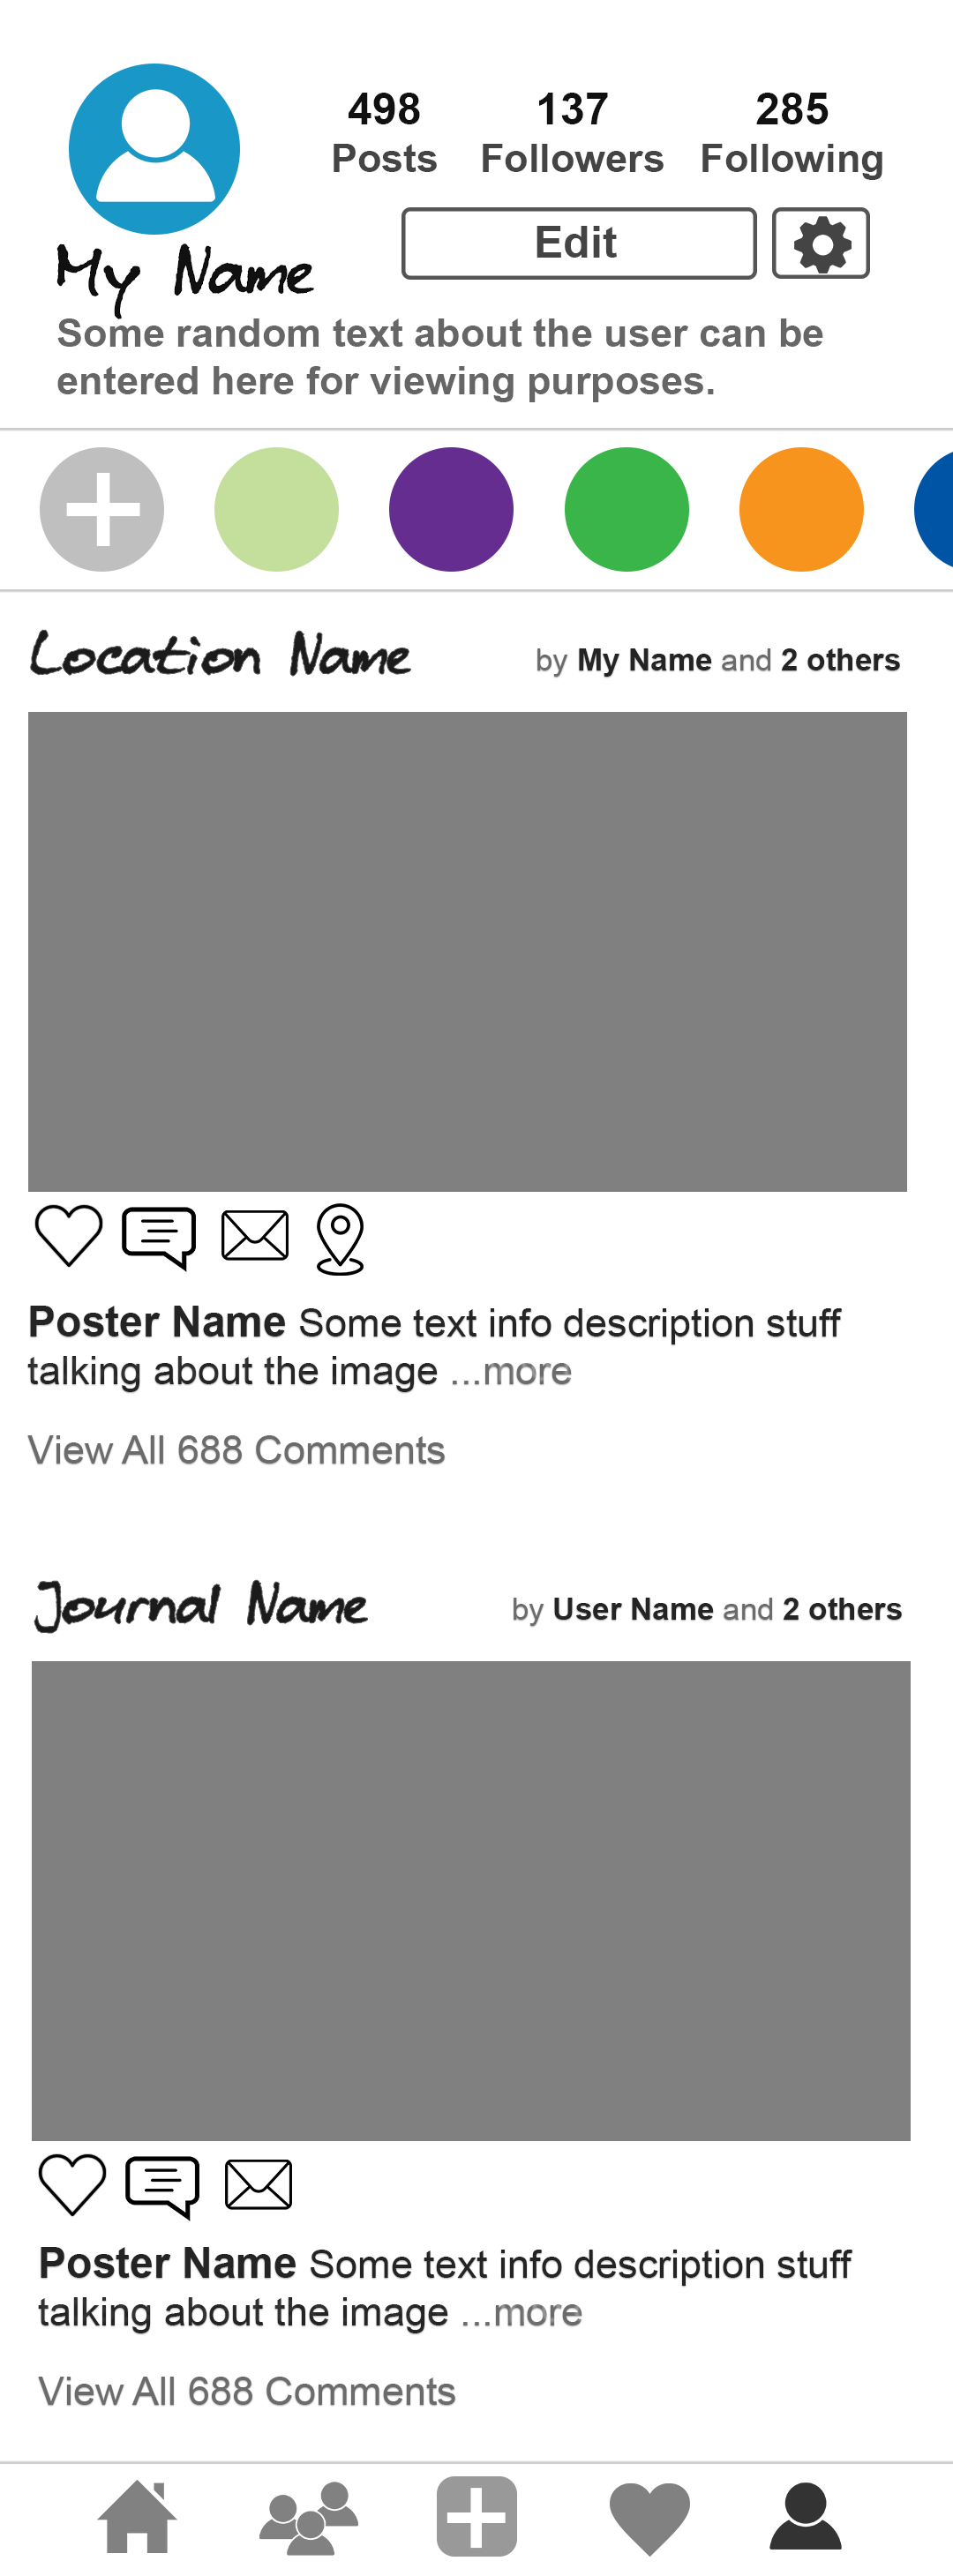 498 137 285
Posts Followers Following
Edit
My Name
Some random text about the user can be
entered here for viewing purposes.
Location Name by My Name and 2 others
Poster Name Some text info description stuff
talking about the image ...more
View All 688 Comments
Journal Name by User Name and 2 others
Poster Name Some text info description stuff
talking about the image ...more
View All 688 Comments